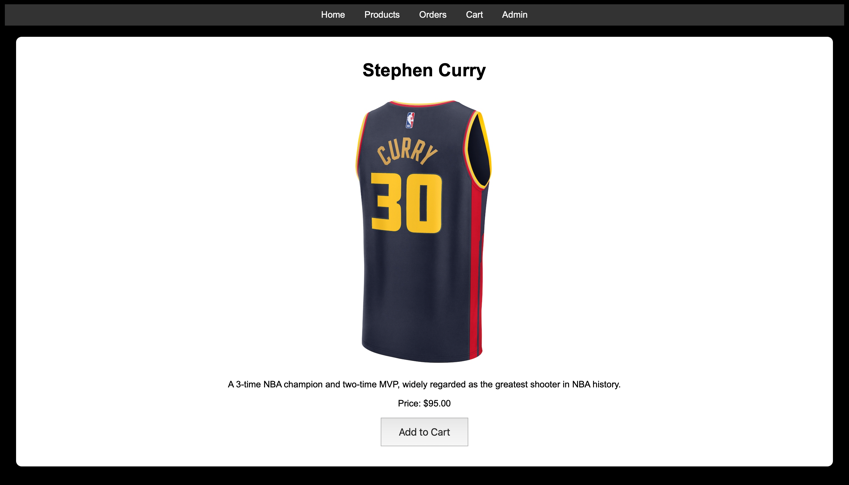 Home Products Orders Cart Admin
Stephen Curry
CURRY
30
A 3-time NBA champion and two-time MVP, widely regarded as the greatest shooter in NBA history.
Price: $95.00
Add to Cart